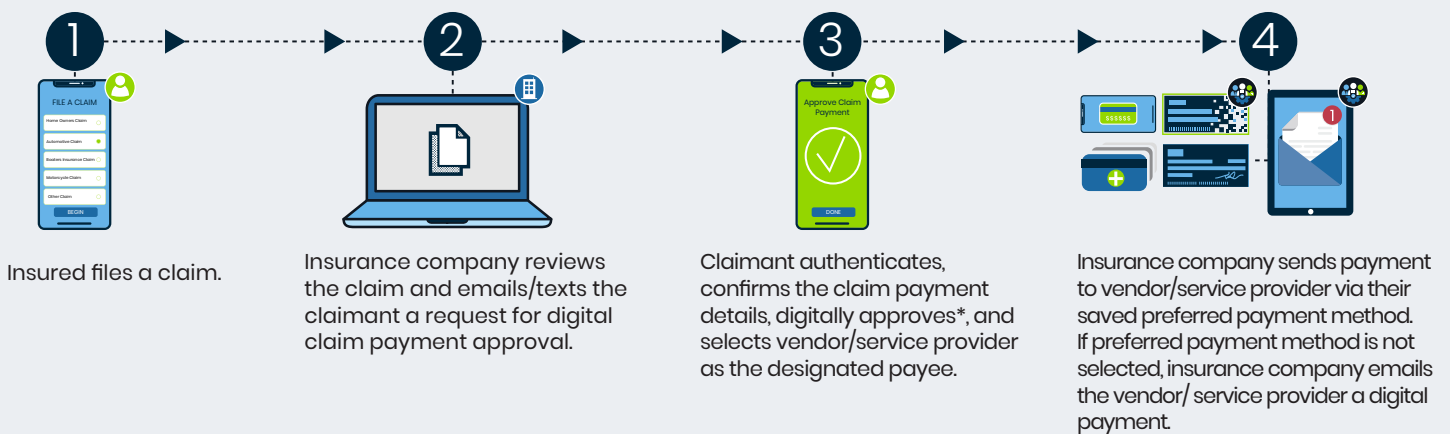 1
2
3
4
FILE A CLAIM
Home Owners Claim
Automotive Claim
Boaters Insurance Claim
Motorcycle Claim
Other Claim
BEGIN
Approve Claim
Payment
DONE
$$$$$$
1
Insured files a claim.
Insurance company reviews
the claim and emails/texts the
claimant a request for digital
claim payment approval.
Claimant authenticates,
confirms the claim payment
details, digitally approves*, and
selects vendor/service provider
as the designated payee.
Insurance company sends payment
to vendor/service provider via their
saved preferred payment method.
If preferred payment method is not
selected, insurance company emails
the vendor/ service provider a digital
payment.